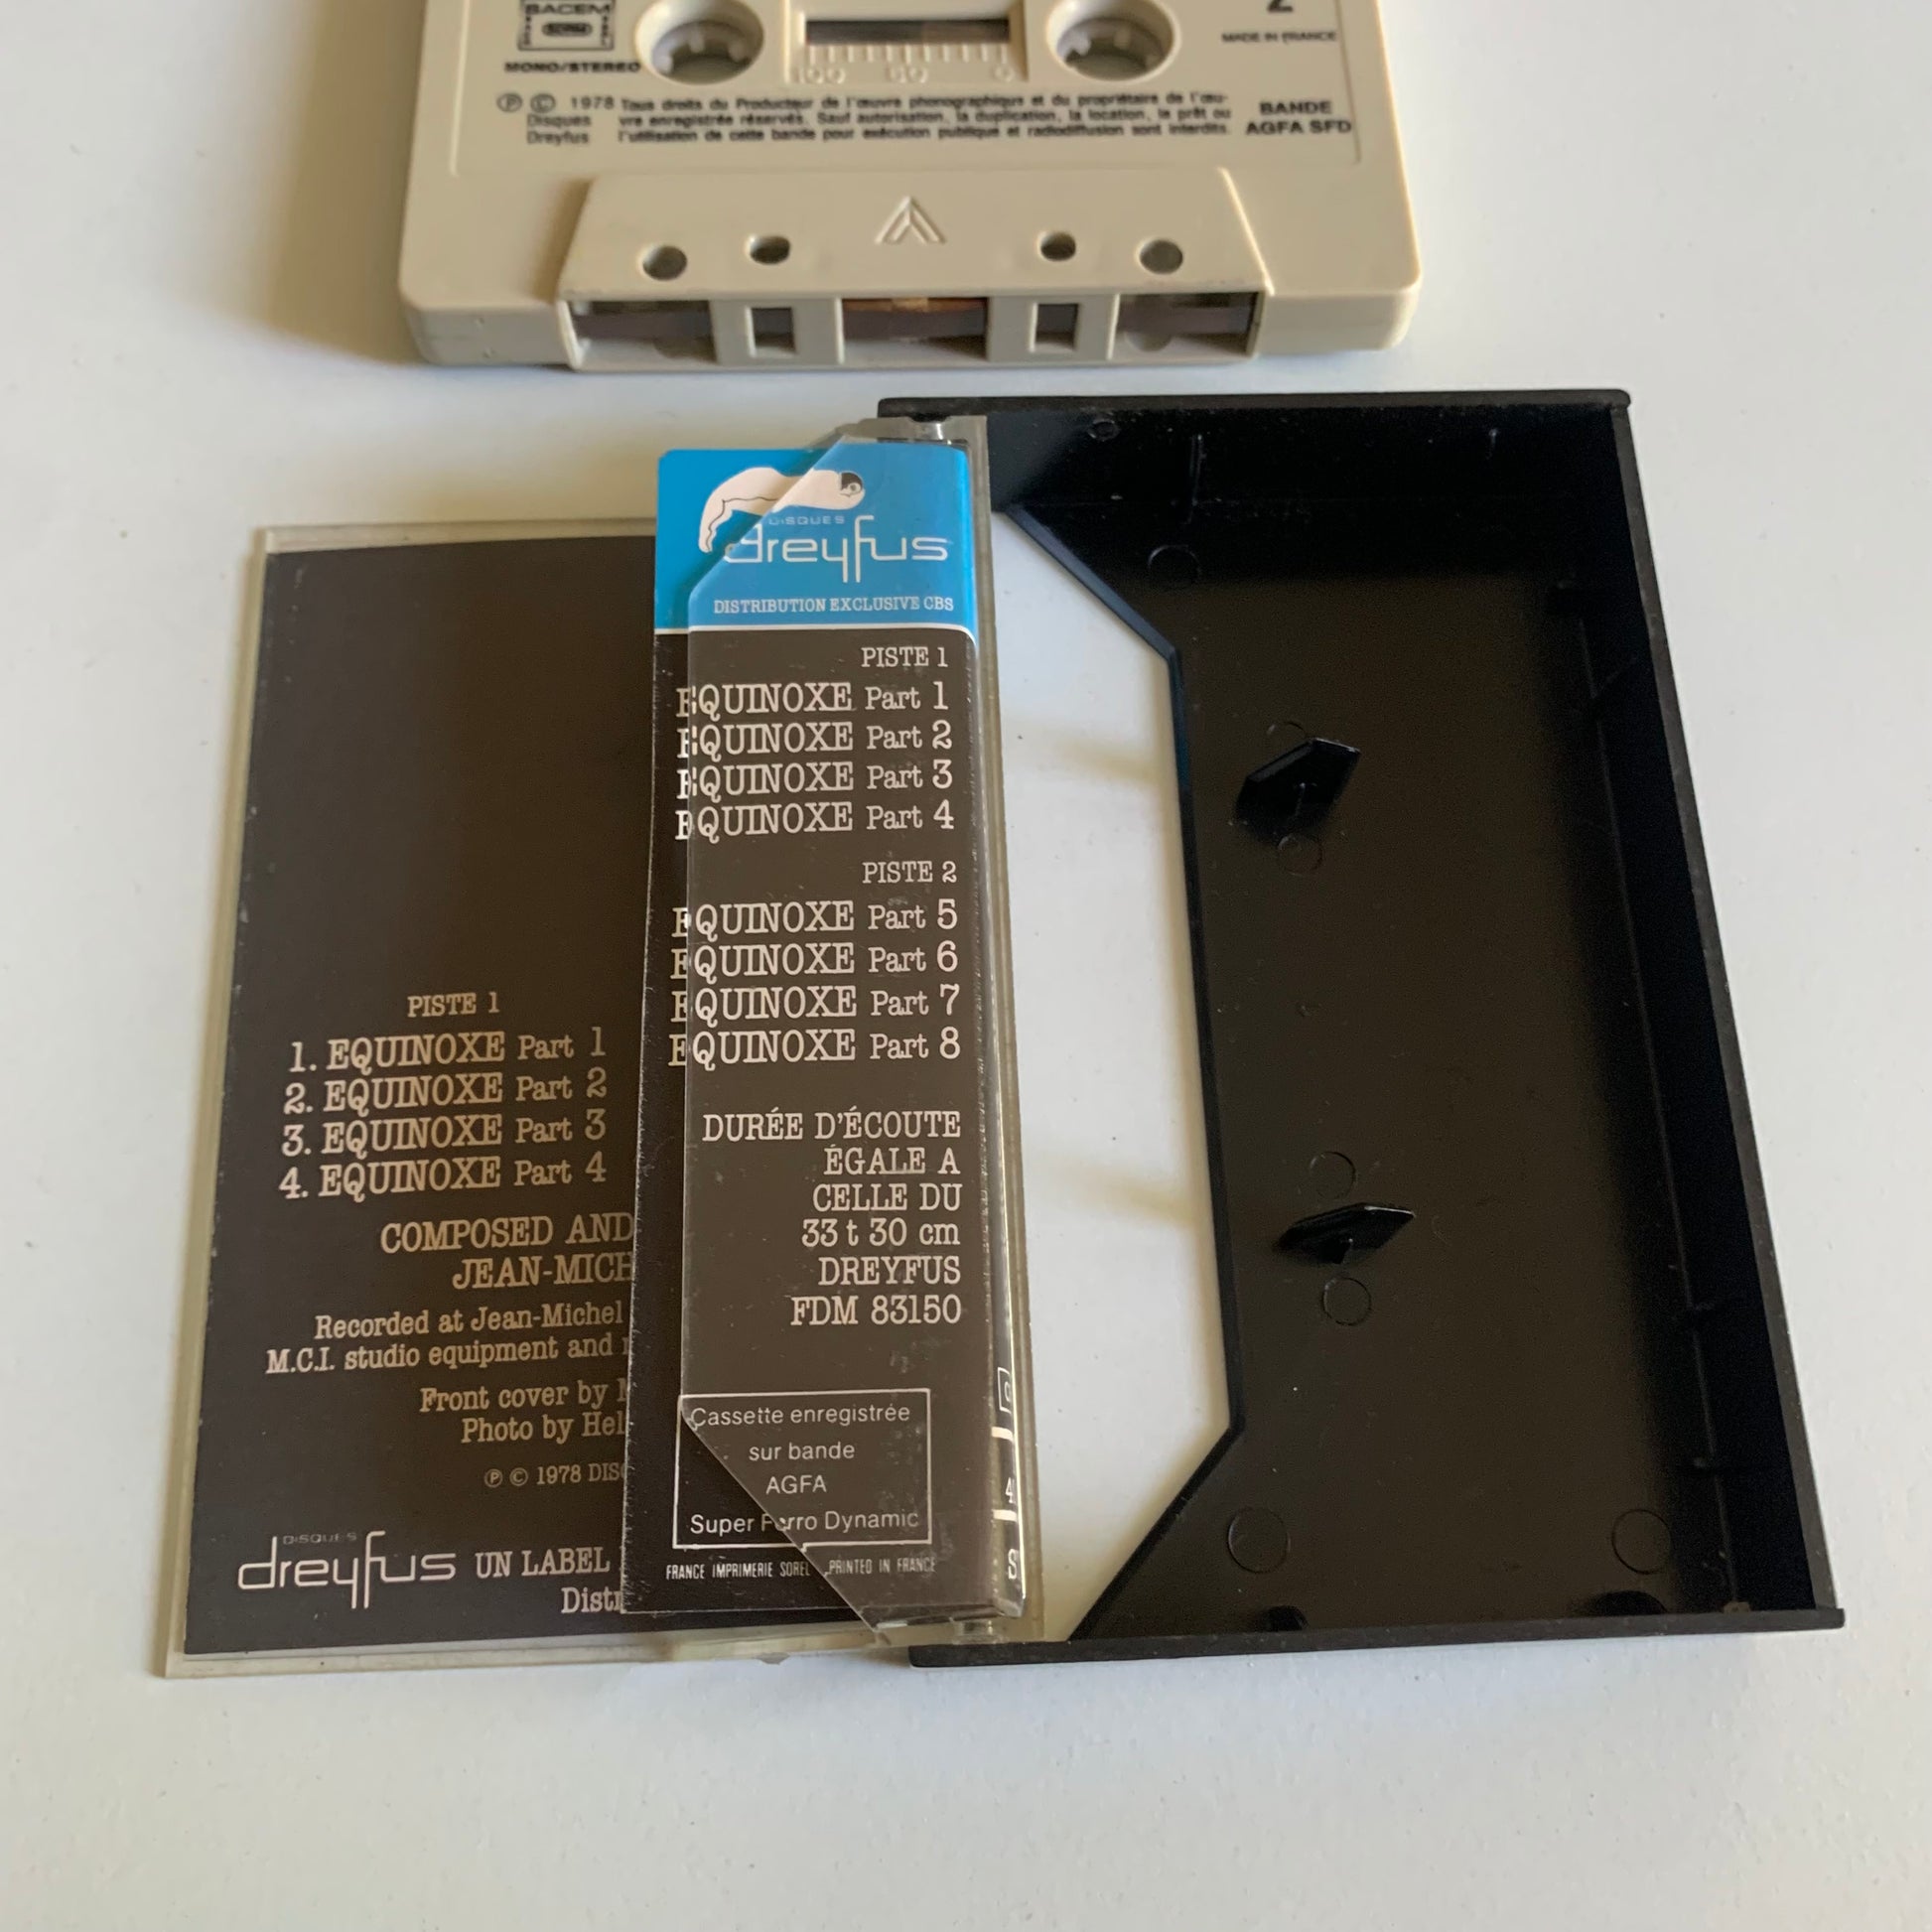 SACEM
MONO/STEREO
100 50 0
2
MADE IN FRANCE
Ⓟ © 1978 Tous droits du Producteur de l'œuvre phonographique et du propriétaire de l'œu-
Disques vre enregistrée réservés. Sauf autorisation, la duplication, la location, le prêt ou
Dreyfus l'utilisation de cette bande pour exécution publique et radiodiffusion sont interdits.
BANDE
AGFA SFD
DISQUES
dreyfus
DISTRIBUTION EXCLUSIVE CBS
PISTE 1
EQUINOXE Part 1
EQUINOXE Part 2
EQUINOXE Part 3
EQUINOXE Part 4
PISTE 2
EQUINOXE Part 5
EQUINOXE Part 6
EQUINOXE Part 7
EQUINOXE Part 8
DURÉE D'ÉCOUTE
ÉGALE A
CELLE DU
33 t 30 cm
DREYFUS
FDM 83150
Cassette enregistrée
sur bande
AGFA
Super Ferro Dynamic
FRANCE IMPRIMERIE SOREL PRINTED IN FRANCE
PISTE 1
1. EQUINOXE Part 1
2. EQUINOXE Part 2
3. EQUINOXE Part 3
4. EQUINOXE Part 4
COMPOSED AND
JEAN-MICH
Recorded at Jean-Michel
M.C.I. studio equipment and
Front cover by
Photo by Hel
Ⓟ © 1978 DISC
DISQUES
dreyfus UN LABEL
Distr